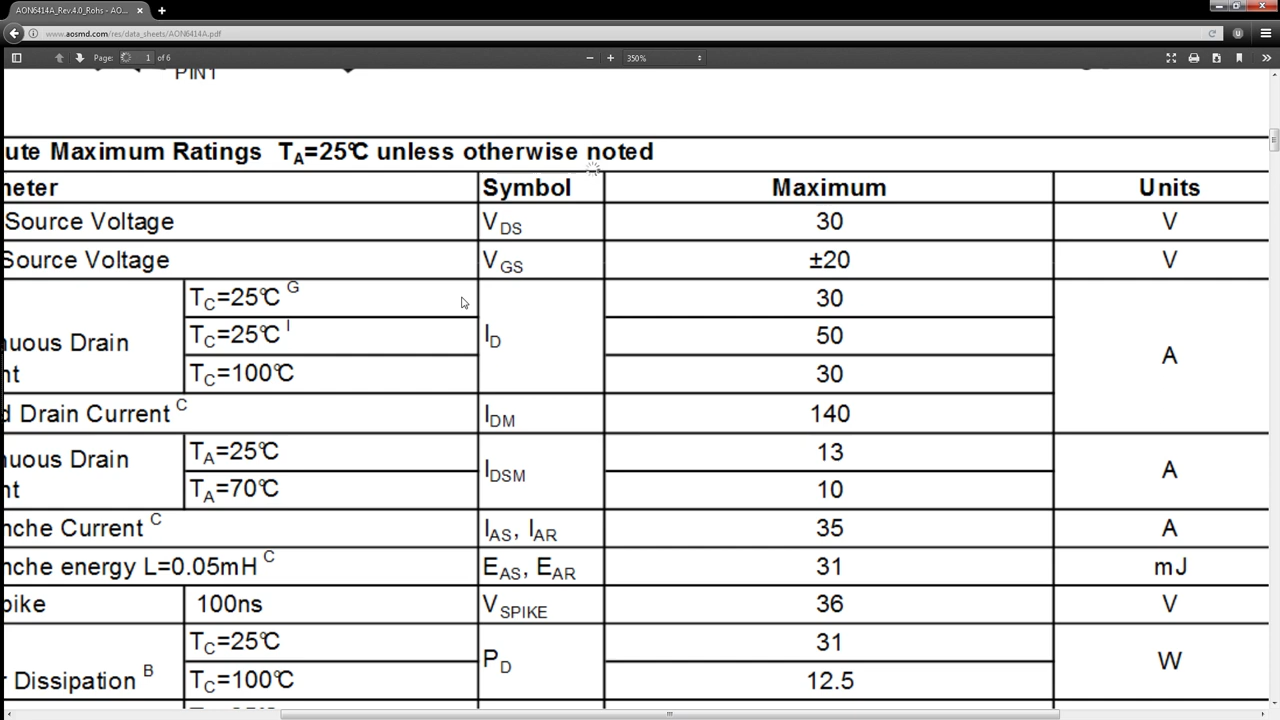 AON6414A_Rev.4.0_Rohs - AO...
www.aosmd.com/res/data_sheets/AON6414A.pdf
Page: 1 of 6
350%
PIN1
ute Maximum Ratings TA=25℃ unless otherwise noted
neter Symbol Maximum Units
Source Voltage VDS 30 V
Source Voltage VGS ±20 V
nuous Drain
nt
TC=25℃ G
TC=25℃ I
TC=100℃
ID
30
50
30
A
d Drain Current C IDM 140
nuous Drain
nt
TA=25℃
TA=70℃
IDSM
13
10
A
nche Current C IAS, IAR 35 A
nche energy L=0.05mH C EAS, EAR 31 mJ
pike 100ns VSPIKE 36 V
r Dissipation B
TC=25℃
TC=100℃
PD
31
12.5
W